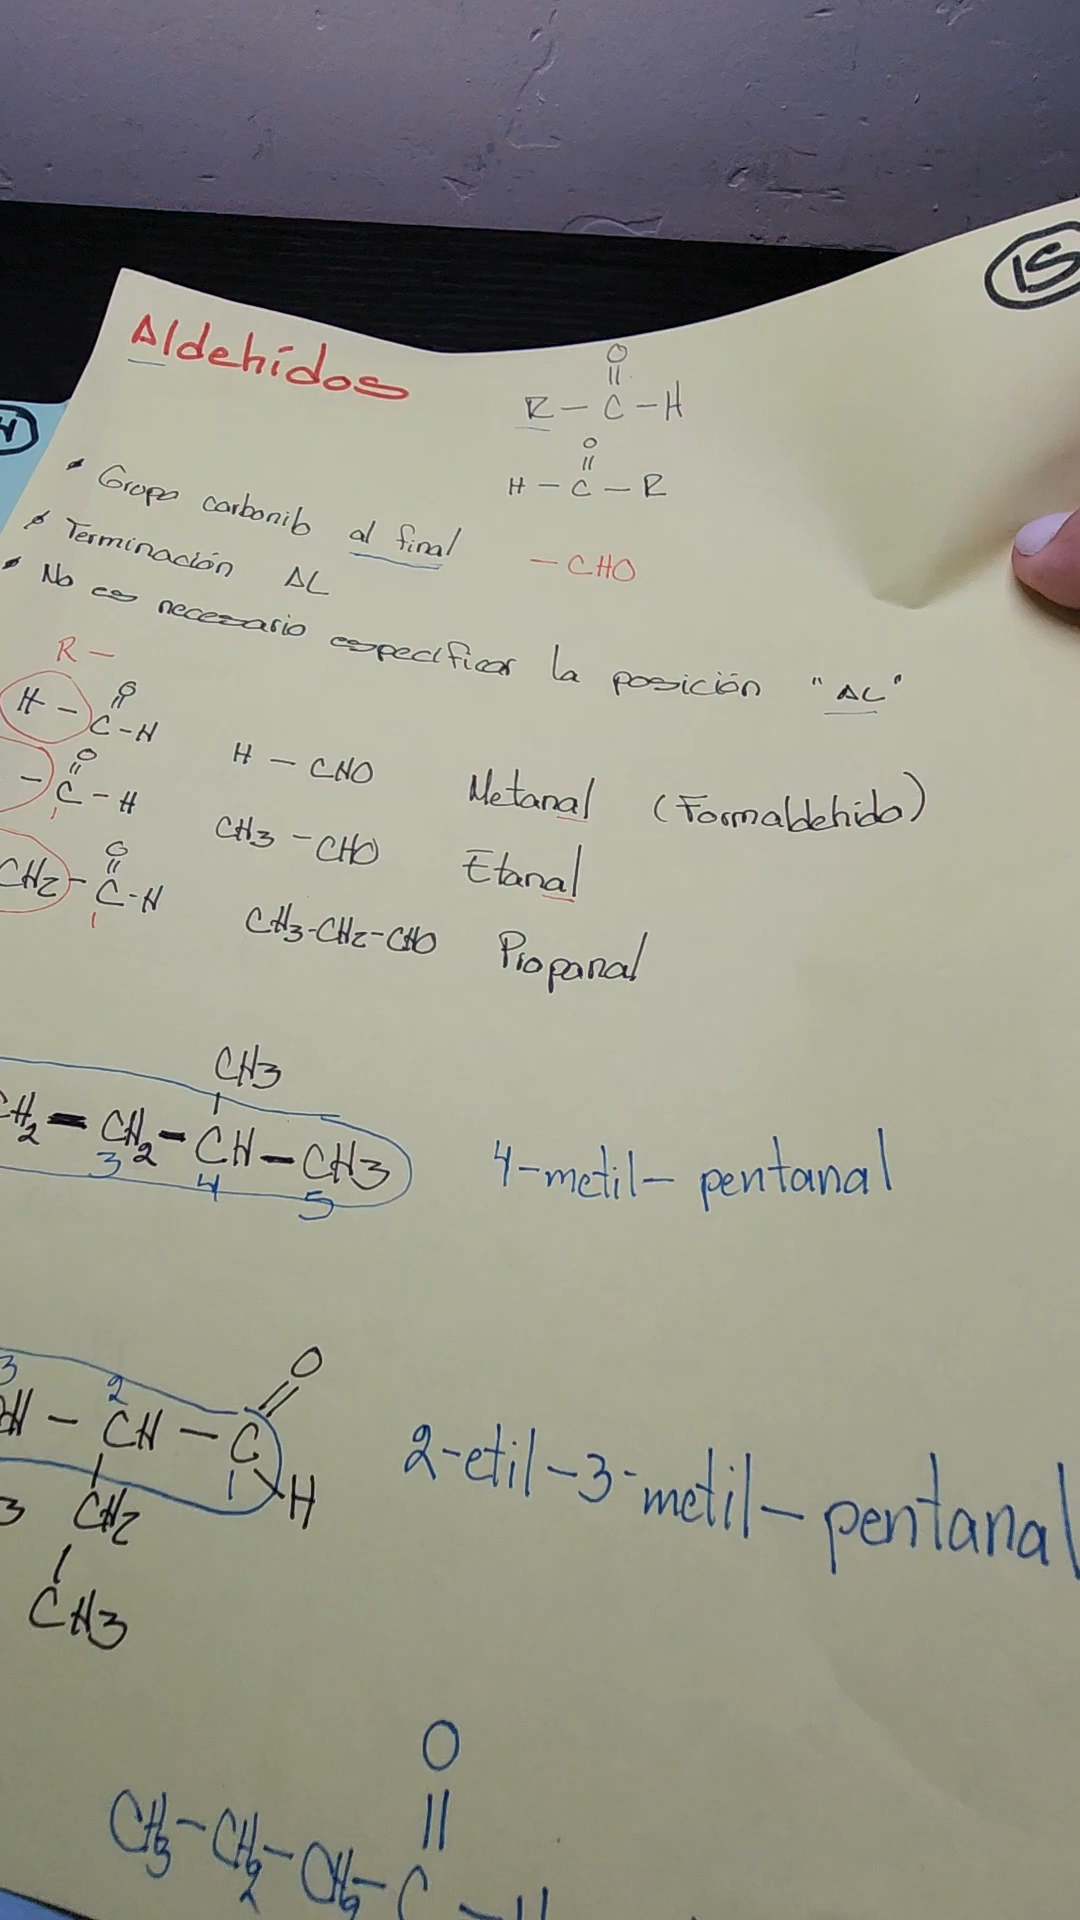 15
Aldehídos
O
||
R - C - H
O
||
H - C - R
• Grupo carbonilo al final - CHO
• Terminación AL
• No es necesario especificar la posición "AL"
R -
O
||
H - C - H
H - CHO Metanal (Formaldehido)
O
||
- C - H
CH3 - CHO Etanal
O
||
CH2 - C - H
CH3-CH2-CHO Propanal
CH3
CH2 - CH2 - CH - CH3 4-metil- pentanal
3 4 5
3 2 O
CH - CH - C
H
2-etil-3-metil- pentanal
3 CH2
CH3
O
||
CH3-CH2-CH2-C-H